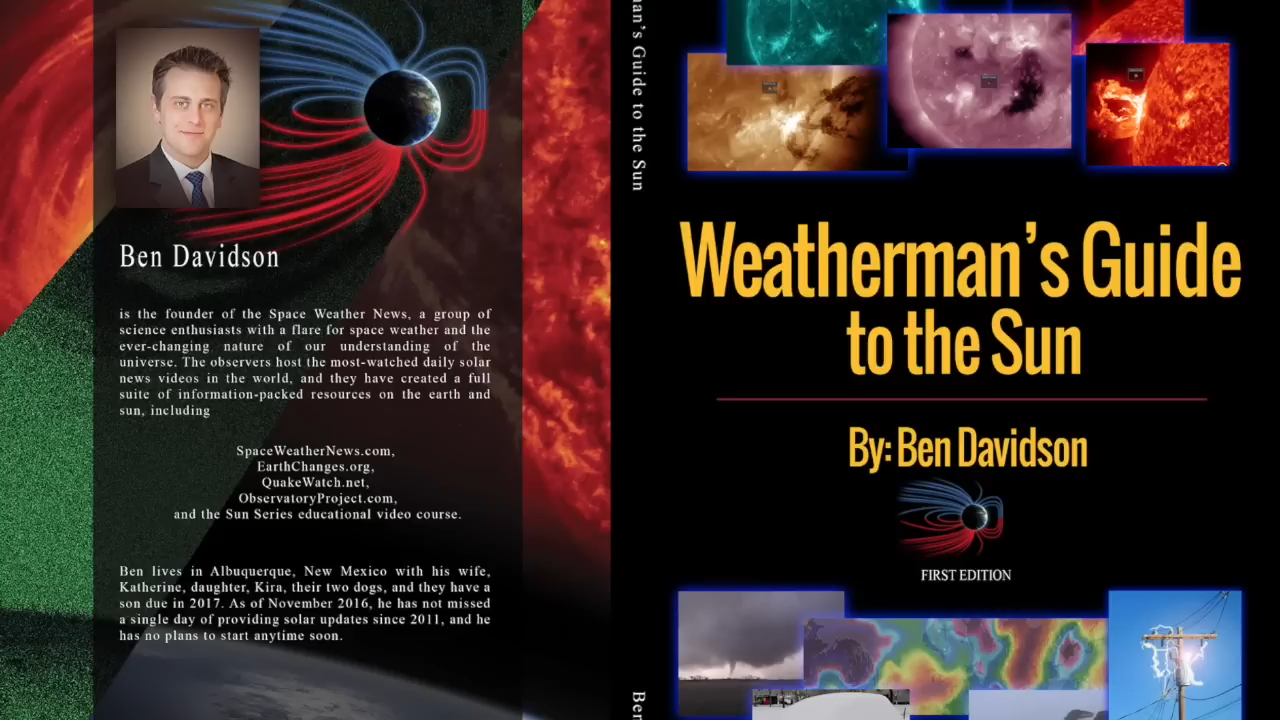 Ben Davidson
is the founder of the Space Weather News, a group of
science enthusiasts with a flare for space weather and the
ever-changing nature of our understanding of the
universe. The observers host the most-watched daily solar
news videos in the world, and they have created a full
suite of information-packed resources on the earth and
sun, including
SpaceWeatherNews.com,
EarthChanges.org,
QuakeWatch.net,
ObservatoryProject.com,
and the Sun Series educational video course.
Ben lives in Albuquerque, New Mexico with his wife,
Katherine, daughter, Kira, their two dogs, and they have a
son due in 2017. As of November 2016, he has not missed
a single day of providing solar updates since 2011, and he
has no plans to start anytime soon.
's Guide to the Sun
Weatherman's Guide
to the Sun
By: Ben Davidson
FIRST EDITION